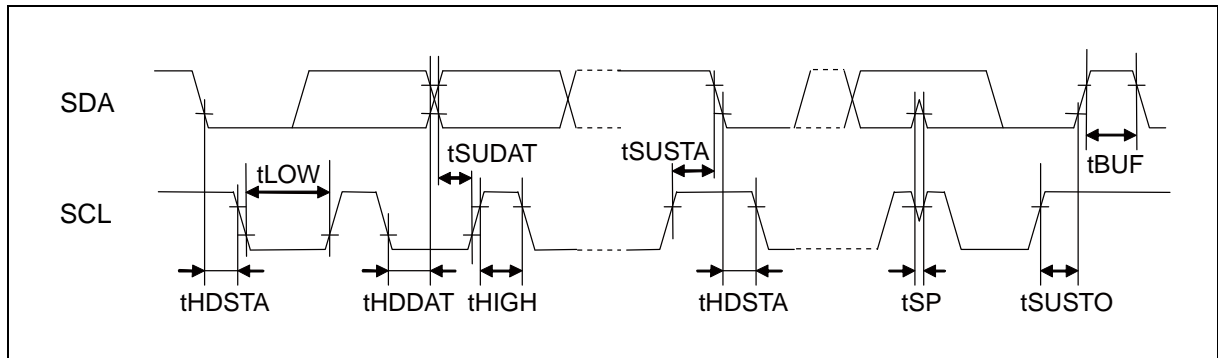 SDA
tSUDAT
tSUSTA
tBUF
tLOW
SCL
tHDSTA
tHDDAT
tHIGH
tHDSTA
tSP
tSUSTO